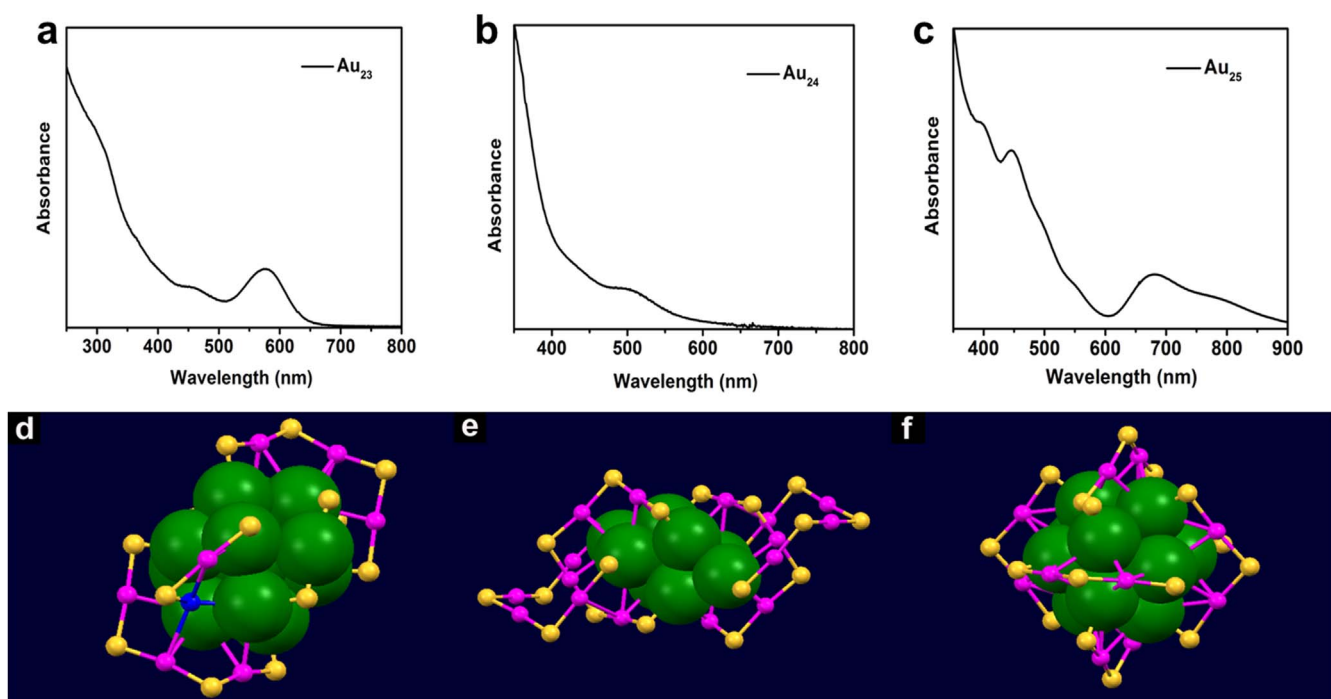 a
Au₂₃
Absorbance
300 400 500 600 700 800
Wavelength (nm)
b
Au₂₄
Absorbance
400 500 600 700 800
Wavelength (nm)
c
Au₂₅
Absorbance
400 500 600 700 800 900
Wavelength (nm)
d
e
f